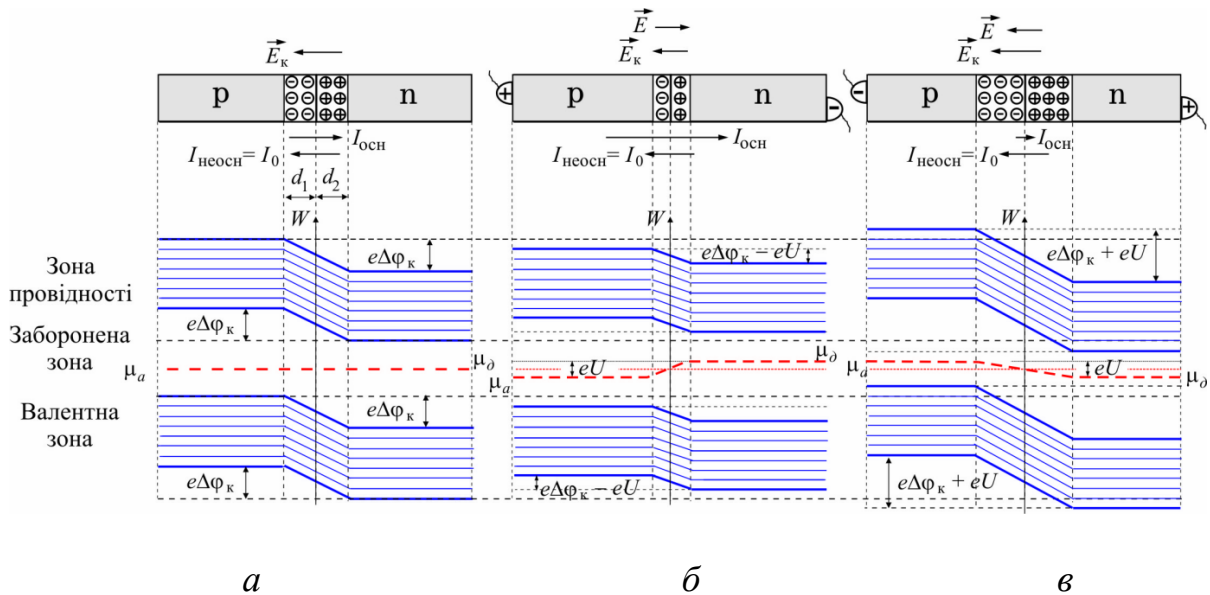 E⃗к
p
n
Iосн
Iнеосн = I0
d1
d2
W
eΔφк
eΔφк
eΔφк
eΔφк
Зона
провідності
Заборонена
зона
μа
μд
Валентна
зона
а
E⃗
E⃗к
+
p
n
−
Iосн
Iнеосн = I0
W
eΔφк − eU
eU
μа
μд
eΔφк − eU
б
E⃗
E⃗к
−
p
n
+
Iосн
Iнеосн = I0
W
eΔφк + eU
μа
eU
μд
eΔφк + eU
в